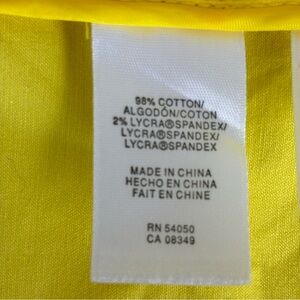 98% COTTON/
ALGODÓN/COTON
2% LYCRA®SPANDEX/
LYCRA®SPANDEX/
LYCRA®SPANDEX
MADE IN CHINA
HECHO EN CHINA
FAIT EN CHINE
RN 54050
CA 08349